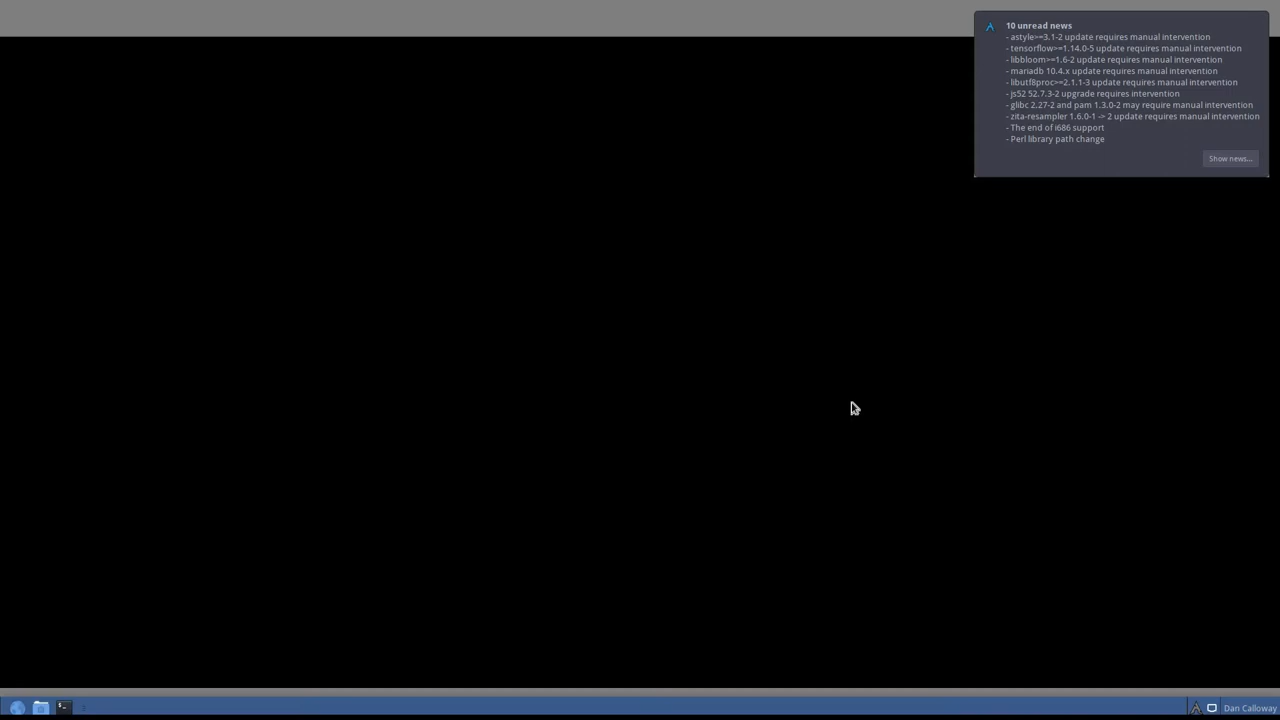 10 unread news
- astyle>=3.1-2 update requires manual intervention
- tensorflow>=1.14.0-5 update requires manual intervention
- libbloom>=1.6-2 update requires manual intervention
- mariadb 10.4.x update requires manual intervention
- libutf8proc>=2.1.1-3 update requires manual intervention
- js52 52.7.3-2 upgrade requires intervention
- glibc 2.27-2 and pam 1.3.0-2 may require manual intervention
- zita-resampler 1.6.0-1 -> 2 update requires manual intervention
- The end of i686 support
- Perl library path change
Show news...
$_
Dan Calloway